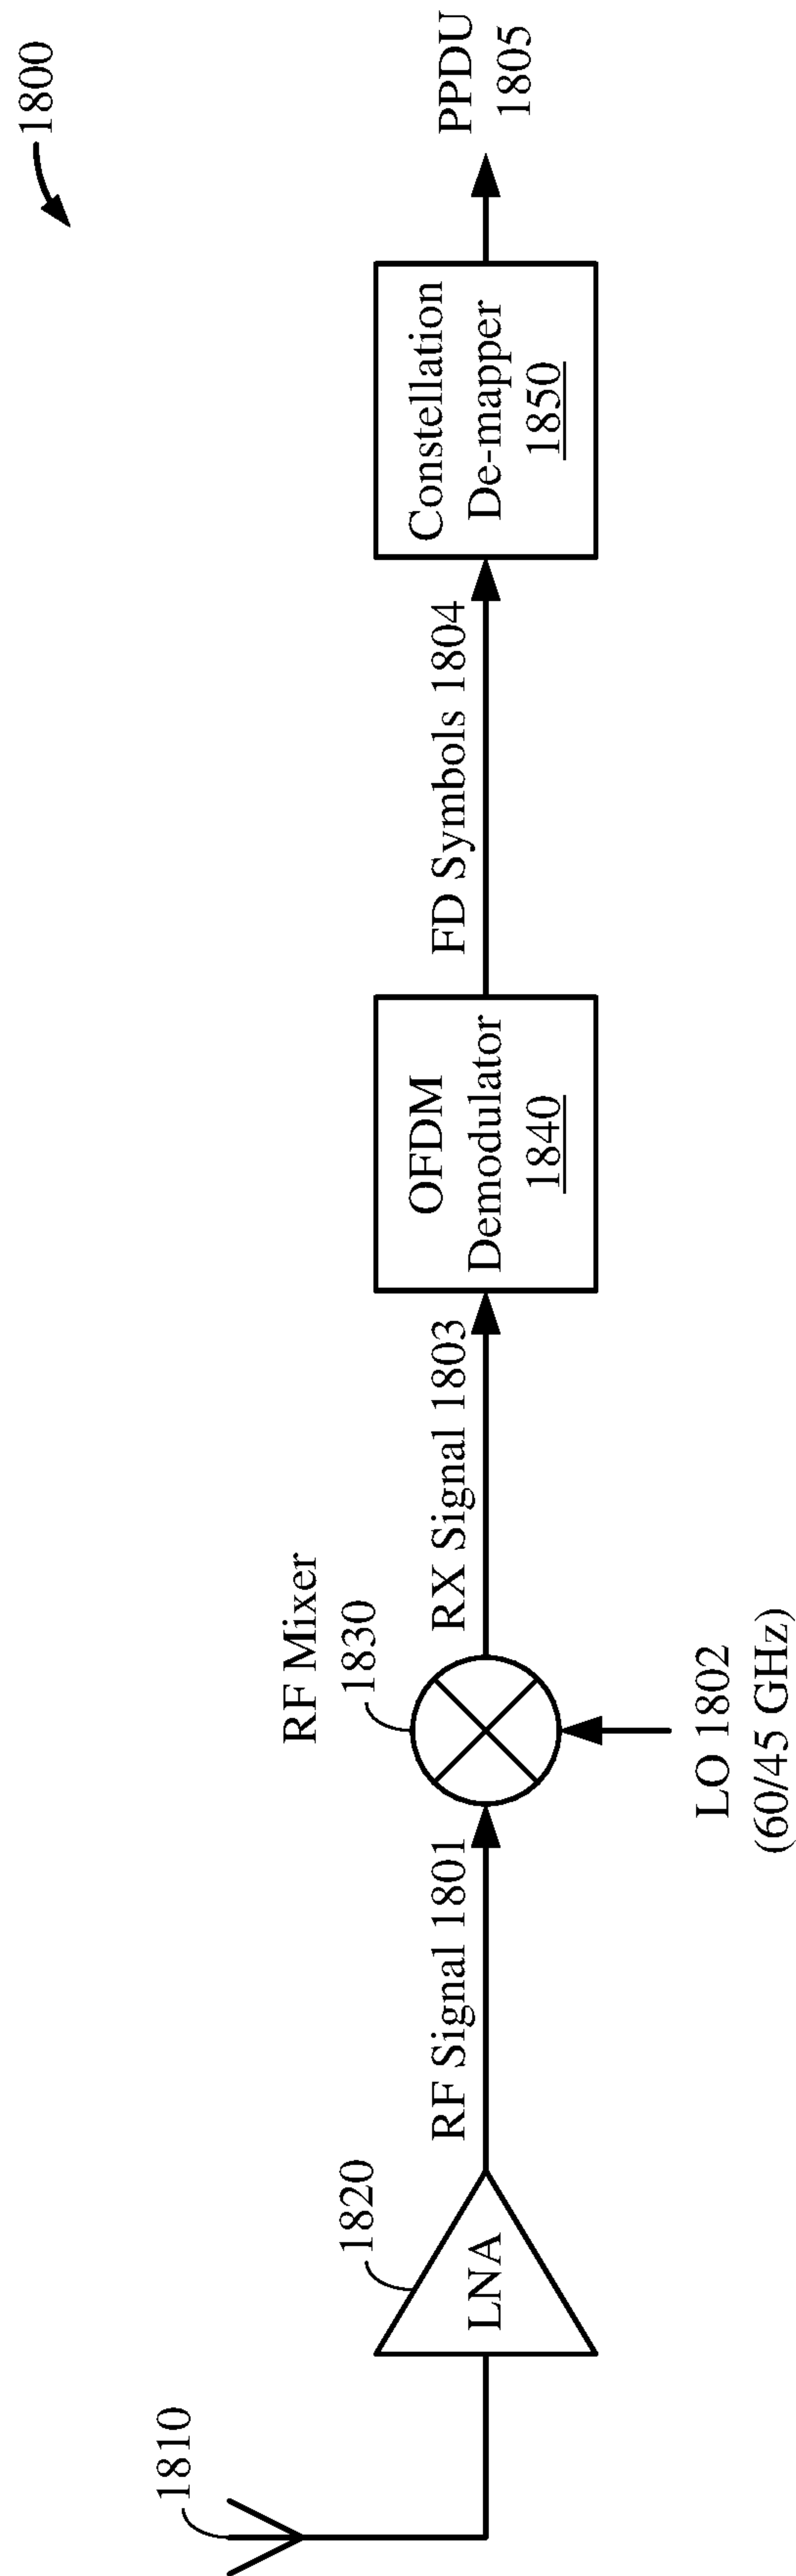 1800
1810
1820
LNA
RF Signal 1801
RF Mixer
1830
LO 1802
(60/45 GHz)
RX Signal 1803
OFDM
Demodulator
1840
FD Symbols 1804
Constellation
De-mapper
1850
PPDU
1805